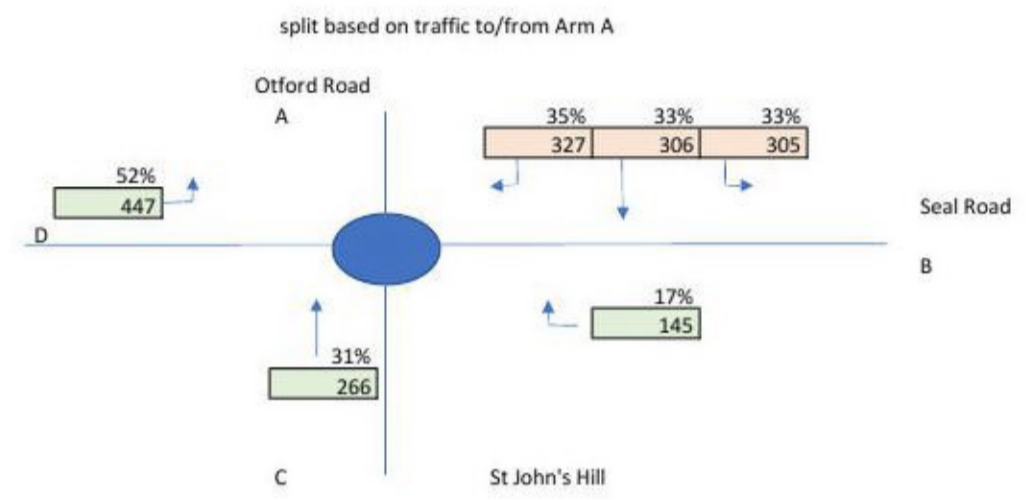 split based on traffic to/from Arm A
Otford Road
A
35% 33% 33%
327 306 305
52%
447
Seal Road
D
B
17%
145
31%
266
C St John's Hill